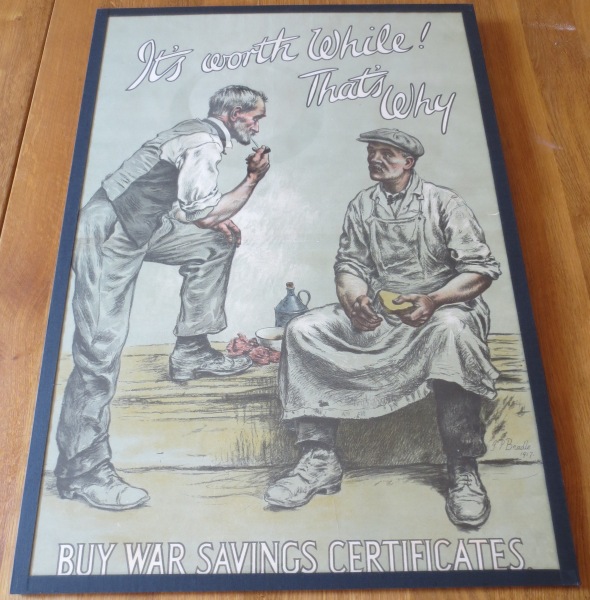 It's worth While!
That's
Why
BUY WAR SAVINGS CERTIFICATES.